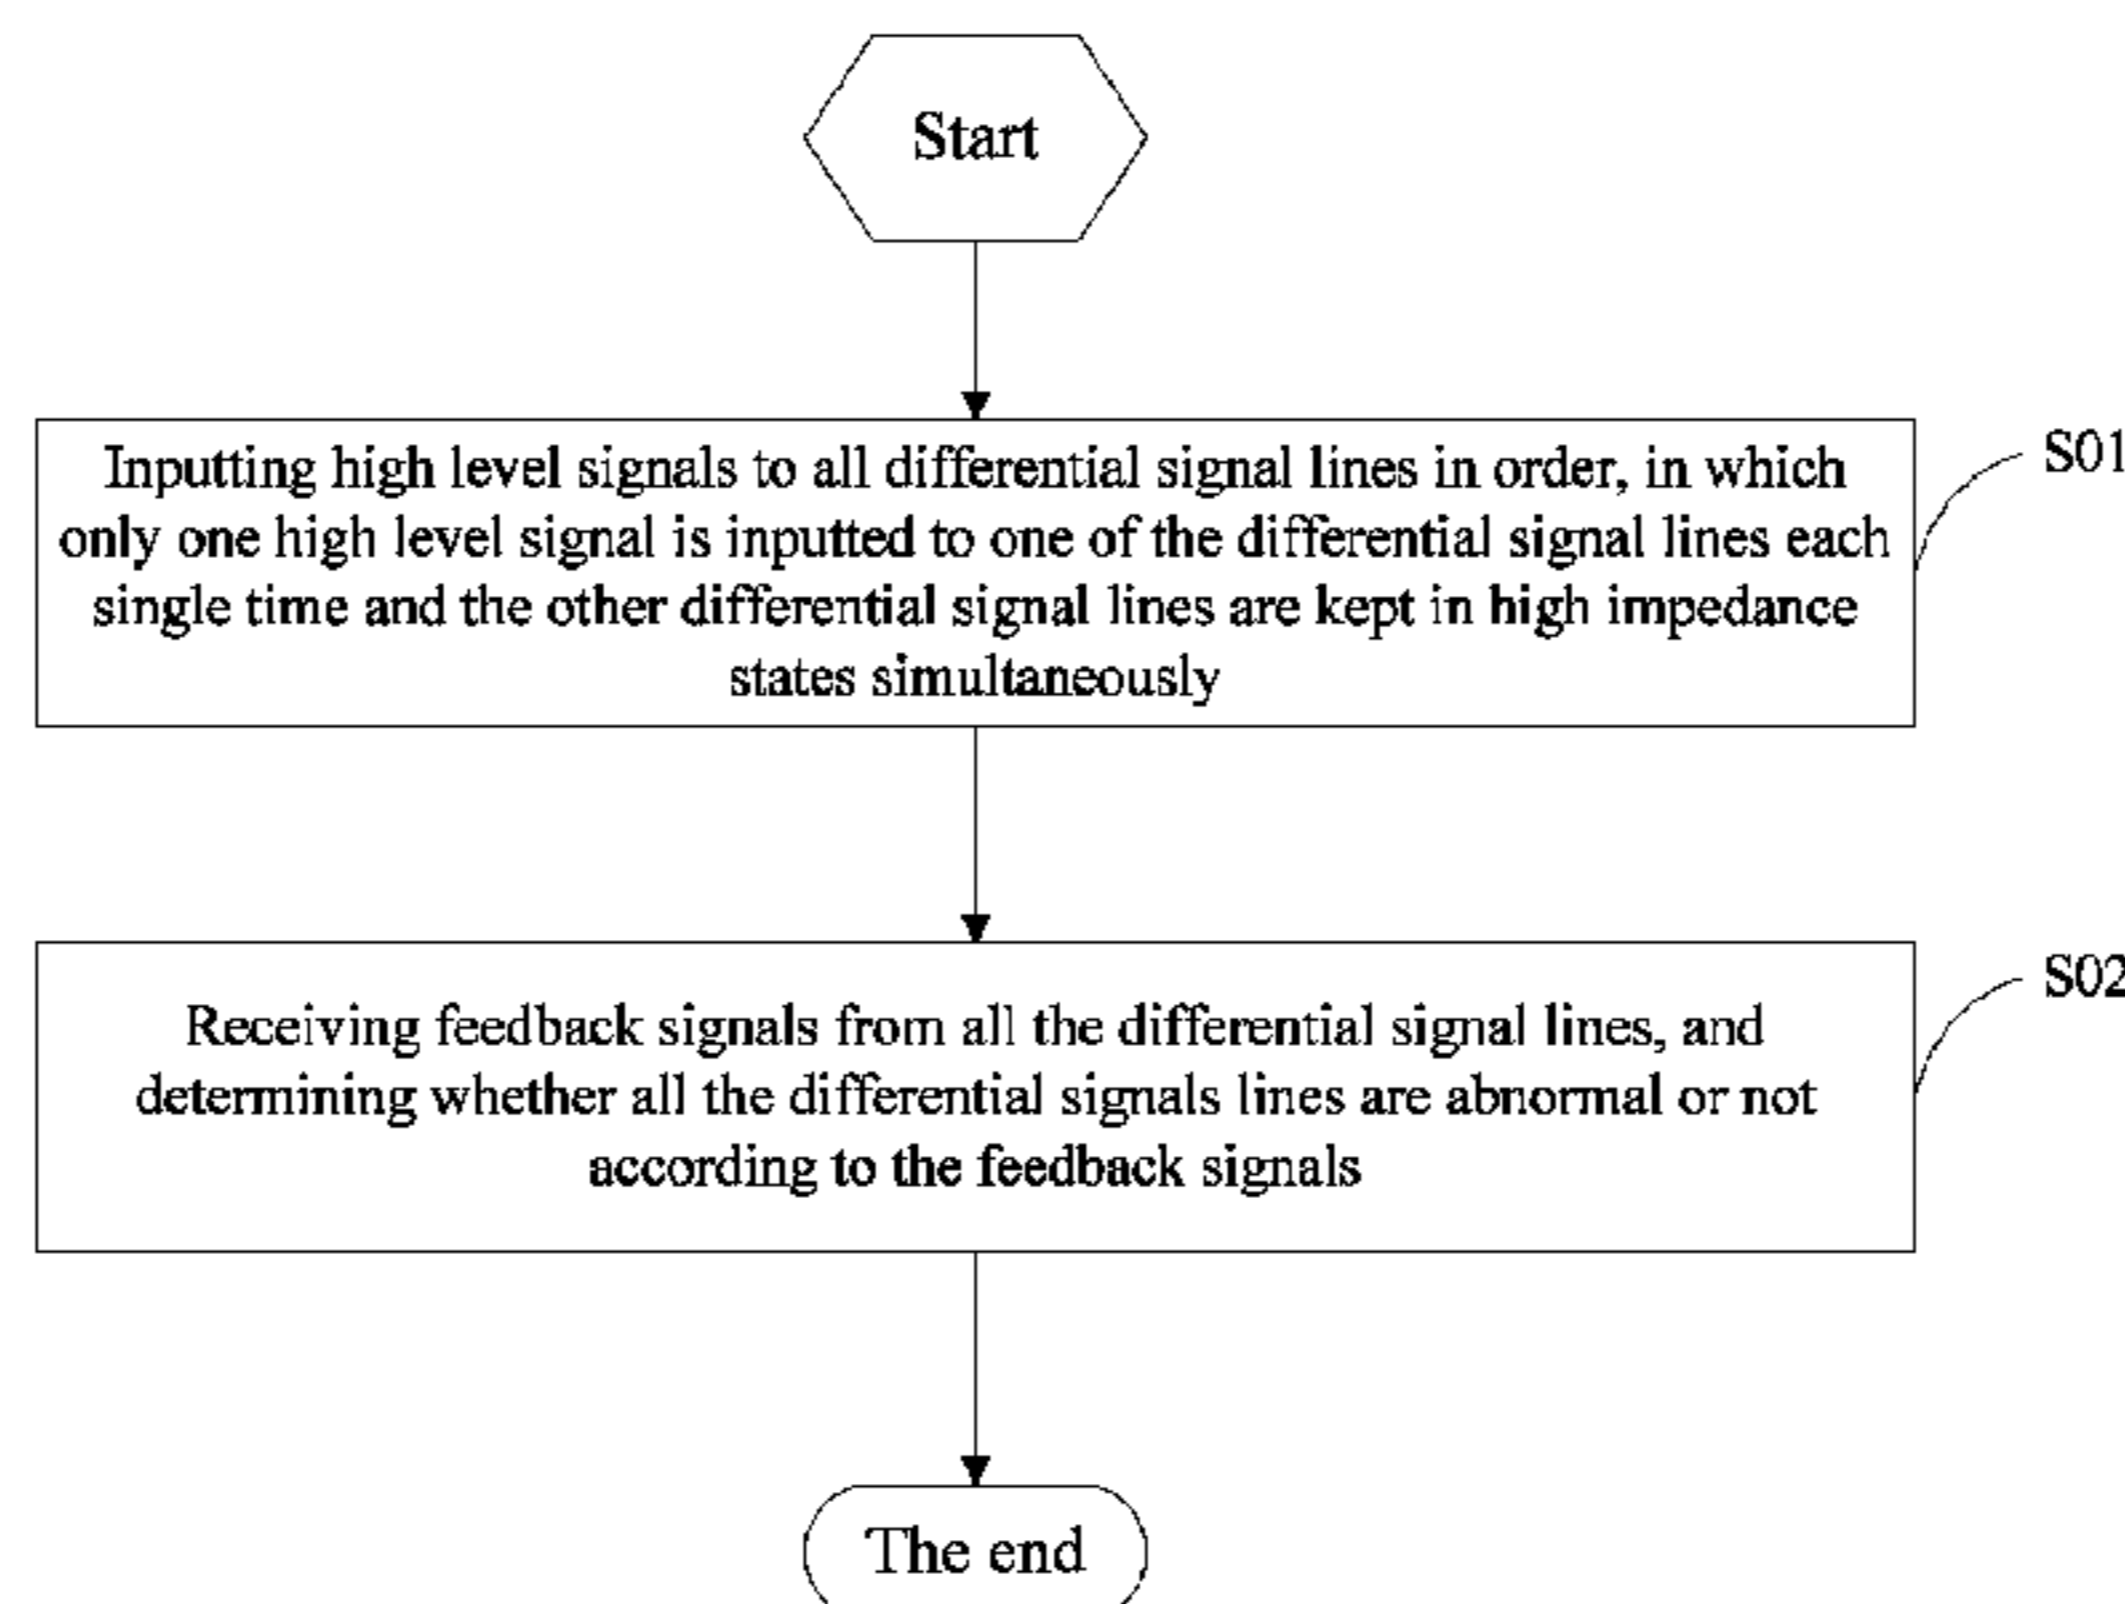 Start
Inputting high level signals to all differential signal lines in order, in which
only one high level signal is inputted to one of the differential signal lines each
single time and the other differential signal lines are kept in high impedance
states simultaneously
S01
Receiving feedback signals from all the differential signal lines, and
determining whether all the differential signals lines are abnormal or not
according to the feedback signals
S02
The end